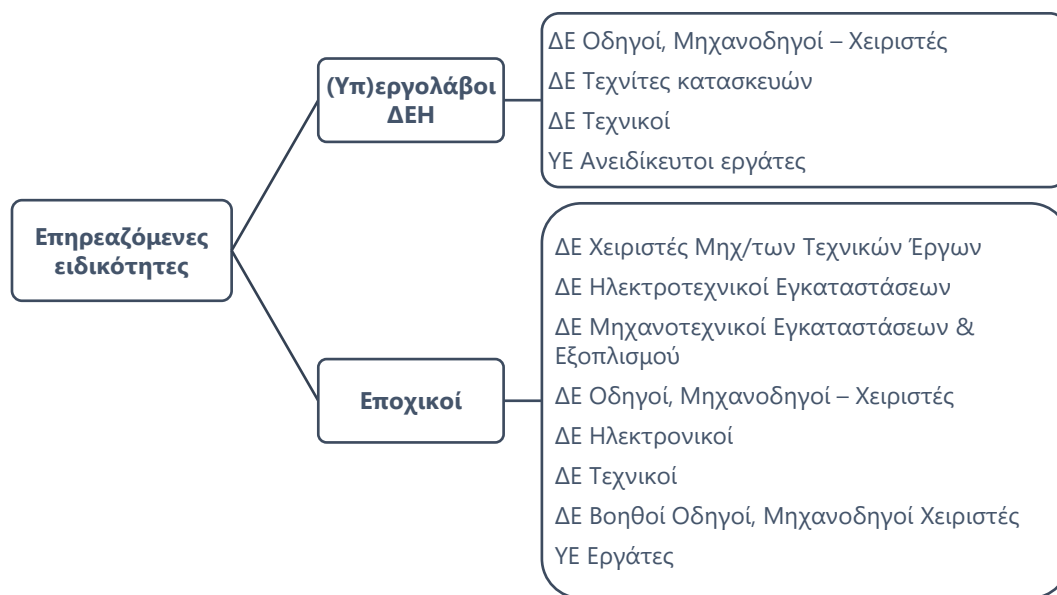 Επηρεαζόμενες
ειδικότητες
(Υπ)εργολάβοι
ΔΕΗ
ΔΕ Οδηγοί, Μηχανοδηγοί – Χειριστές
ΔΕ Τεχνίτες κατασκευών
ΔΕ Τεχνικοί
ΥΕ Ανειδίκευτοι εργάτες
Εποχικοί
ΔΕ Χειριστές Μηχ/των Τεχνικών Έργων
ΔΕ Ηλεκτροτεχνικοί Εγκαταστάσεων
ΔΕ Μηχανοτεχνικοί Εγκαταστάσεων &
Εξοπλισμού
ΔΕ Οδηγοί, Μηχανοδηγοί – Χειριστές
ΔΕ Ηλεκτρονικοί
ΔΕ Τεχνικοί
ΔΕ Βοηθοί Οδηγοί, Μηχανοδηγοί Χειριστές
ΥΕ Εργάτες